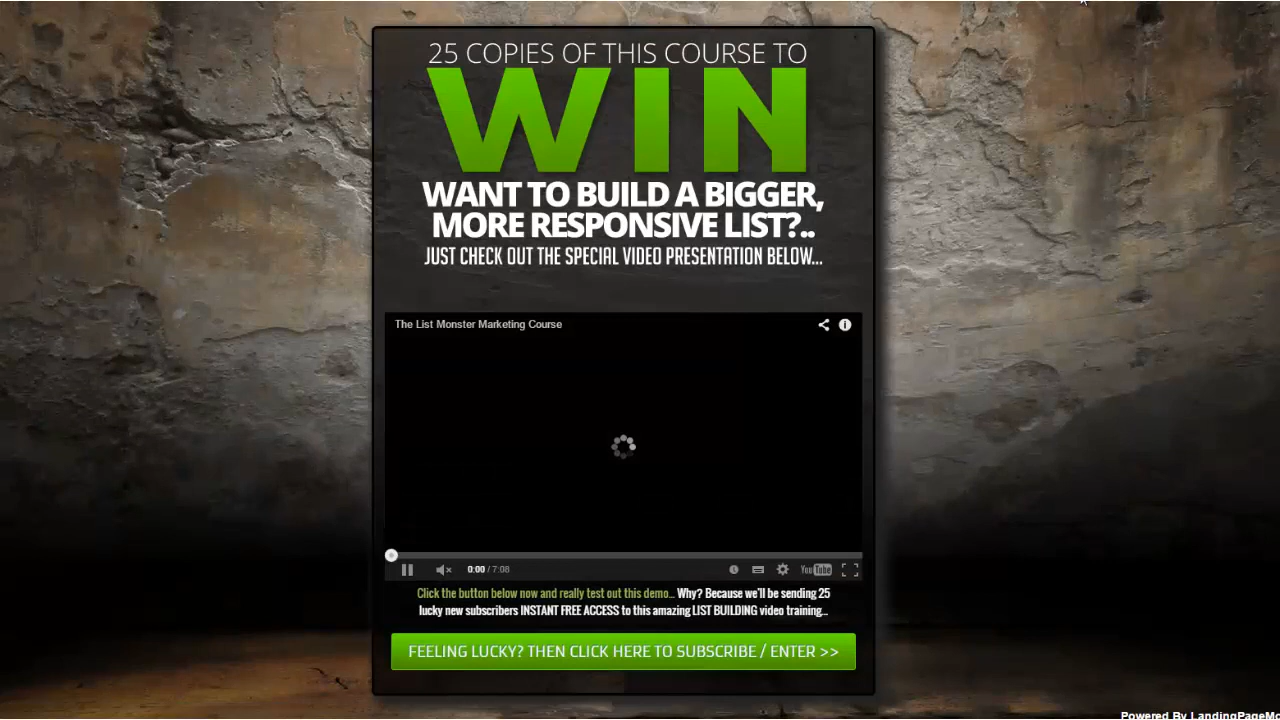 25 COPIES OF THIS COURSE TO
WIN
WANT TO BUILD A BIGGER,
MORE RESPONSIVE LIST?..
JUST CHECK OUT THE SPECIAL VIDEO PRESENTATION BELOW...
The List Monster Marketing Course
0:00 / 7:08
YouTube
Click the button below now and really test out this demo... Why? Because we'll be sending 25
lucky new subscribers INSTANT FREE ACCESS to this amazing LIST BUILDING video training...
FEELING LUCKY? THEN CLICK HERE TO SUBSCRIBE / ENTER >>
Powered By LandingPageMo